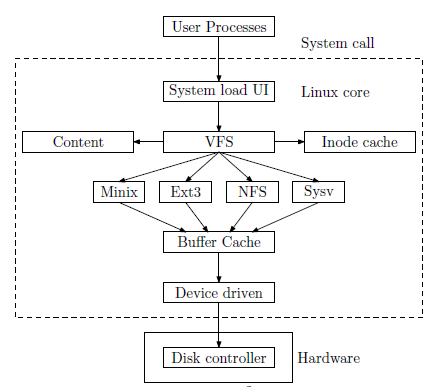 User Processes
System call
System load UI
Linux core
Content
VFS
Inode cache
Minix
Ext3
NFS
Sysv
Buffer Cache
Device driven
Disk controller
Hardware